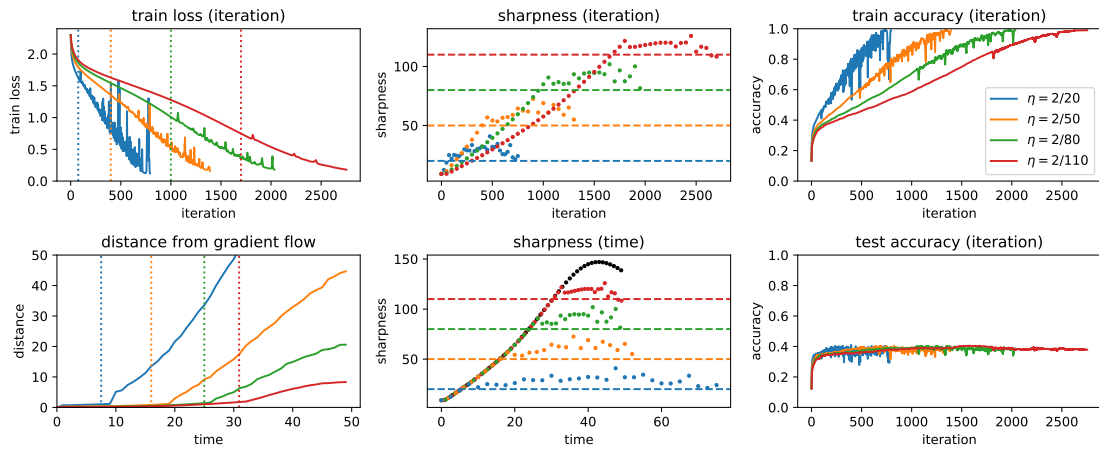 train loss (iteration)
2.0
1.5
1.0
0.5
0.0
train loss
0 500 1000 1500 2000 2500
iteration
sharpness (iteration)
100
50
sharpness
0 500 1000 1500 2000 2500
iteration
train accuracy (iteration)
1.0
0.8
0.6
0.4
0.2
0.0
accuracy
η = 2/20
η = 2/50
η = 2/80
η = 2/110
0 500 1000 1500 2000 2500
iteration
distance from gradient flow
50
40
30
20
10
0
distance
0 10 20 30 40 50
time
sharpness (time)
150
100
50
sharpness
0 20 40 60
time
test accuracy (iteration)
1.0
0.8
0.6
0.4
0.2
0.0
accuracy
0 500 1000 1500 2000 2500
iteration